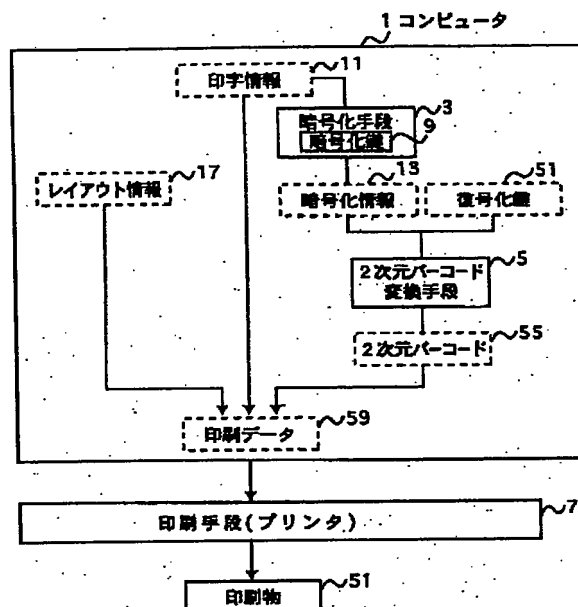 1 コンピュータ
11
印字情報
3
暗号化手段
9
暗号化鍵
17
レイアウト情報
13
暗号化情報
51
復号化鍵
5
2次元バーコード
変換手段
55
2次元バーコード
59
印刷データ
7
印刷手段(プリンタ)
51
印刷物